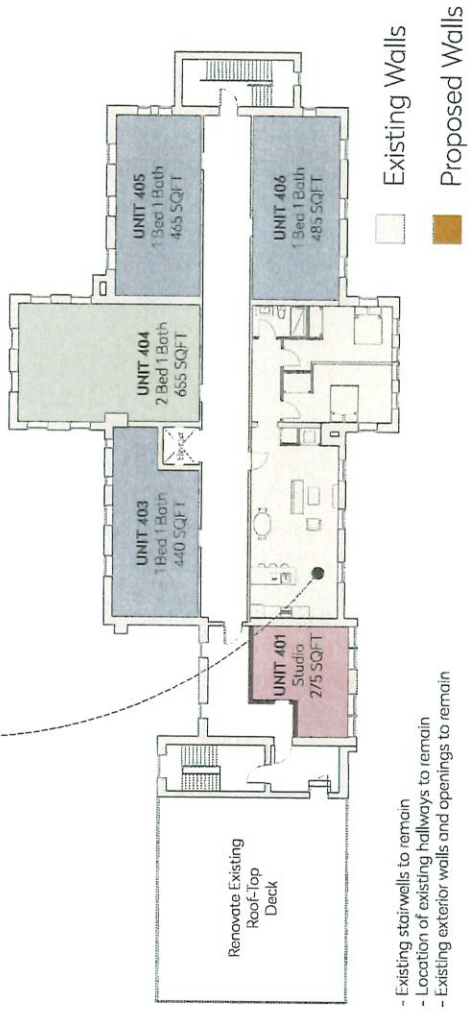 UNIT 403
1 Bed 1 Bath
440 SQFT
UNIT 404
2 Bed 1 Bath
655 SQFT
UNIT 405
1 Bed 1 Bath
465 SQFT
UNIT 401
Studio
275 SQFT
UNIT 406
1 Bed 1 Bath
485 SQFT
Renovate Existing
Roof-Top
Deck
- Existing stairwells to remain
- Location of existing hallways to remain
- Existing exterior walls and openings to remain
Existing Walls
Proposed Walls